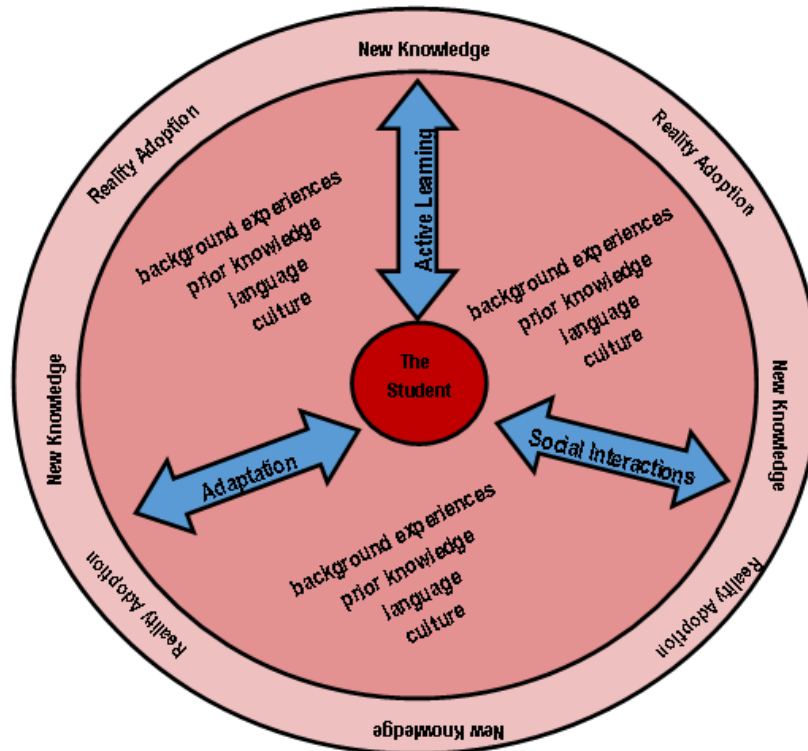 New Knowledge
Reality Adoption
Reality Adoption
Active Learning
background experiences
prior knowledge
language
culture
background experiences
prior knowledge
language
culture
The
Student
New Knowledge
New Knowledge
Adaptation
Social Interactions
background experiences
prior knowledge
language
culture
Reality Adoption
Reality Adoption
New Knowledge